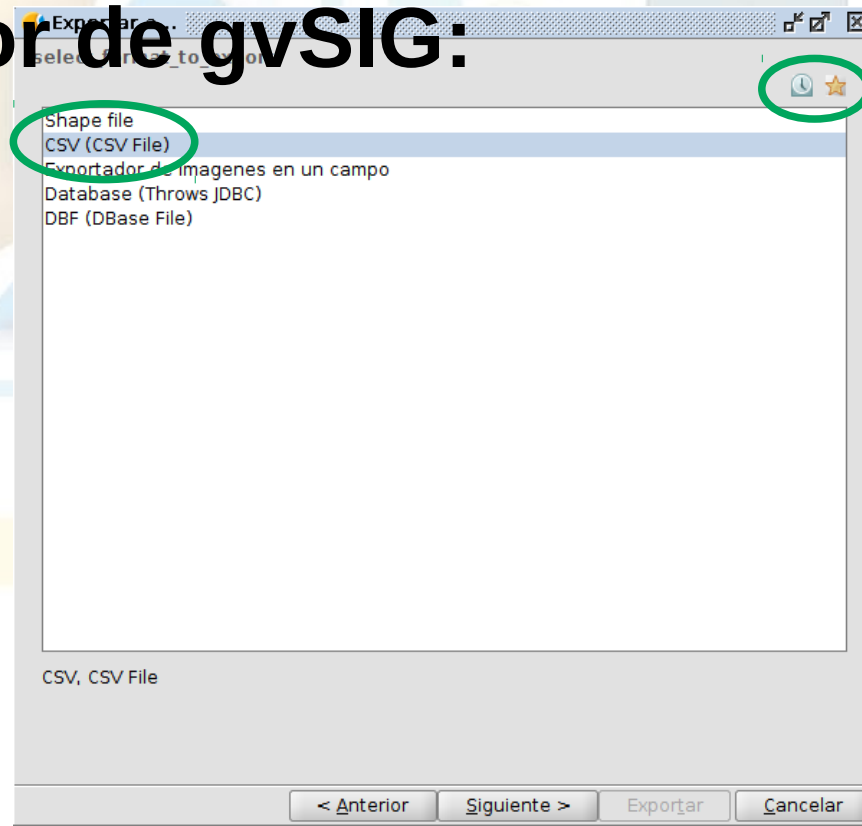 or de gvSIG:
Exportar a...
select_format_to_export
Shape file
CSV (CSV File)
Exportador de imagenes en un campo
Database (Throws JDBC)
DBF (DBase File)
CSV, CSV File
< Anterior
Siguiente >
Exportar
Cancelar